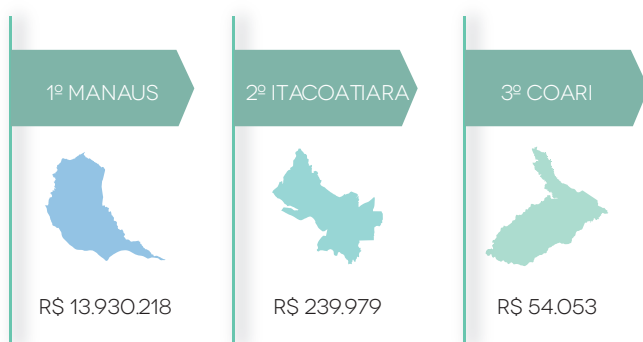 1º MANAUS
2º ITACOATIARA
3º COARI
R$ 13.930.218
R$ 239.979
R$ 54.053